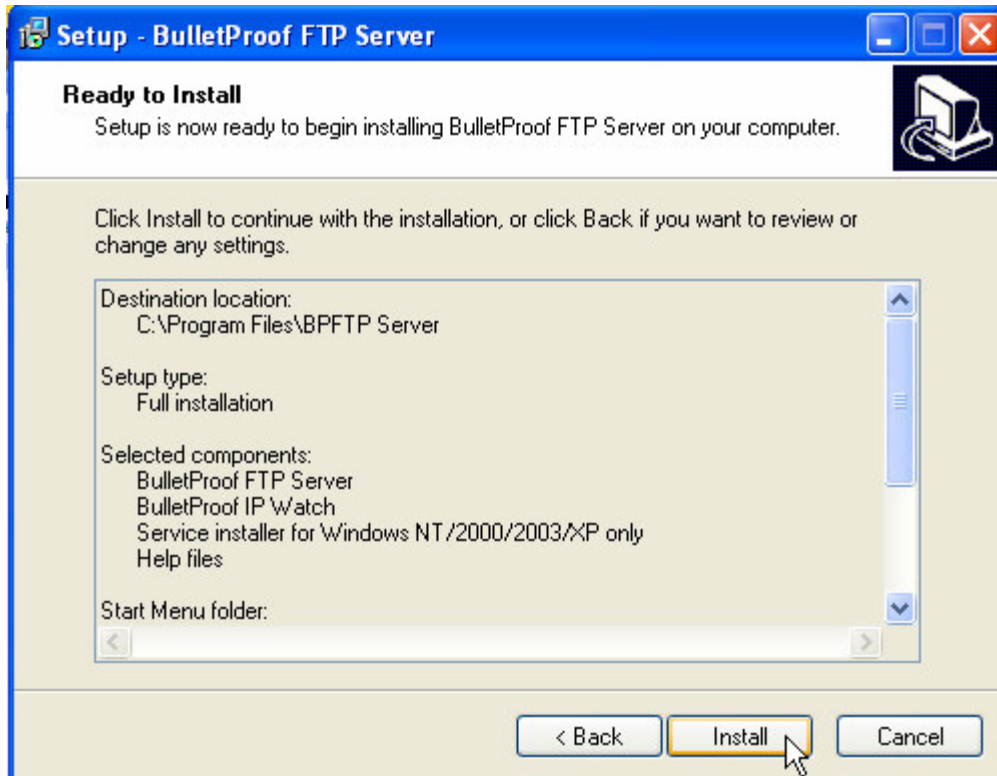 Setup - BulletProof FTP Server
Ready to Install
Setup is now ready to begin installing BulletProof FTP Server on your computer.
Click Install to continue with the installation, or click Back if you want to review or
change any settings.
Destination location:
C:\Program Files\BPFTP Server
Setup type:
Full installation
Selected components:
BulletProof FTP Server
BulletProof IP Watch
Service installer for Windows NT/2000/2003/XP only
Help files
Start Menu folder:
< Back
Install
Cancel